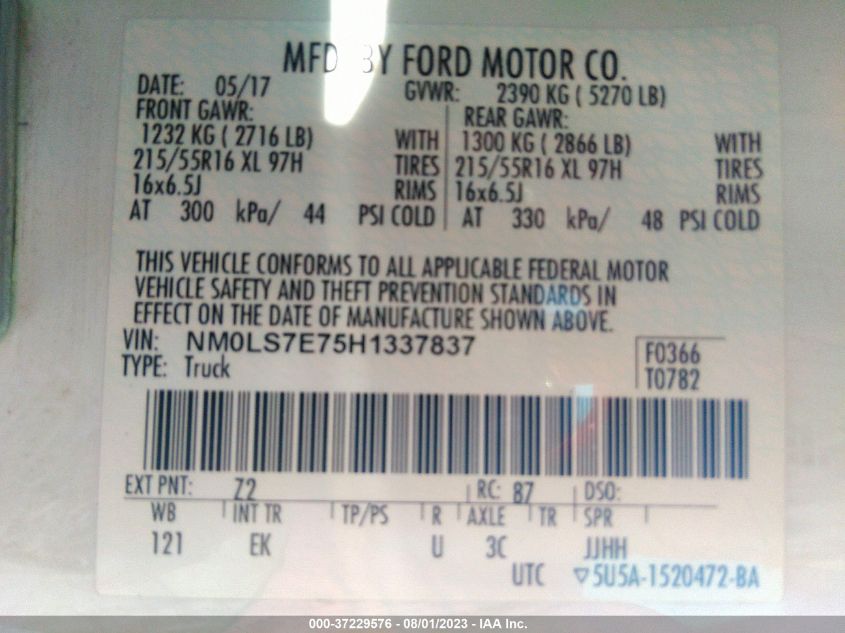 MFD BY FORD MOTOR CO.
DATE: 05/17 GVWR: 2390 KG ( 5270 LB)
FRONT GAWR: REAR GAWR:
1232 KG ( 2716 LB) WITH 1300 KG ( 2866 LB) WITH
215/55R16 XL 97H TIRES 215/55R16 XL 97H TIRES
16x6.5J RIMS 16x6.5J RIMS
AT 300 kPa/ 44 PSI COLD AT 330 kPa/ 48 PSI COLD
THIS VEHICLE CONFORMS TO ALL APPLICABLE FEDERAL MOTOR
VEHICLE SAFETY AND THEFT PREVENTION STANDARDS IN
EFFECT ON THE DATE OF MANUFACTURE SHOWN ABOVE.
VIN: NM0LS7E75H1337837 F0366
TYPE: Truck T0782
EXT PNT: Z2 RC: 87 DSO:
WB INT TR TP/PS R AXLE TR SPR
121 EK U 3C JJHH
UTC ▽5U5A-1520472-BA
000-37229576 - 08/01/2023 - IAA Inc.